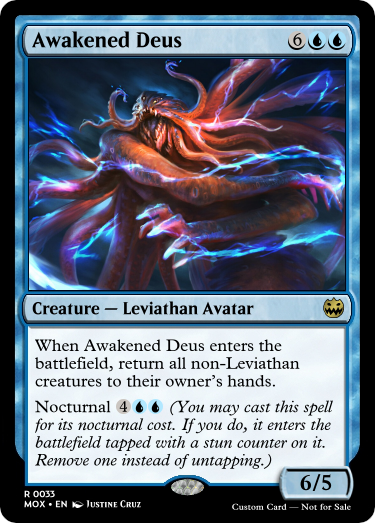 Awakened Deus 6
Creature — Leviathan Avatar
When Awakened Deus enters the
battlefield, return all non-Leviathan
creatures to their owner's hands.
Nocturnal 4 (You may cast this spell
for its nocturnal cost. If you do, it enters the
battlefield tapped with a stun counter on it.
Remove one instead of untapping.)
6/5
R 0033
MOX • EN Justine Cruz
Custom Card — Not for Sale